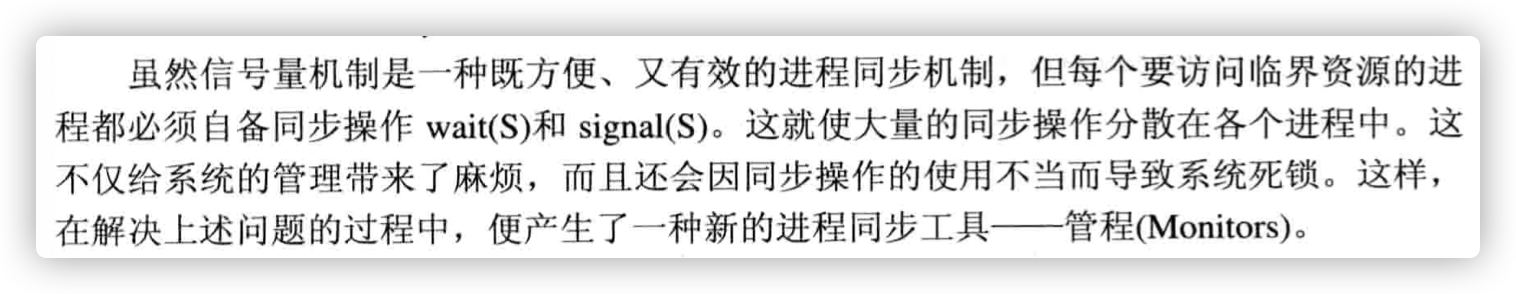 虽然信号量机制是一种既方便、又有效的进程同步机制，但每个要访问临界资源的进
程都必须自备同步操作 wait(S)和 signal(S)。这就使大量的同步操作分散在各个进程中。这
不仅给系统的管理带来了麻烦，而且还会因同步操作的使用不当而导致系统死锁。这样，
在解决上述问题的过程中，便产生了一种新的进程同步工具——管程(Monitors)。